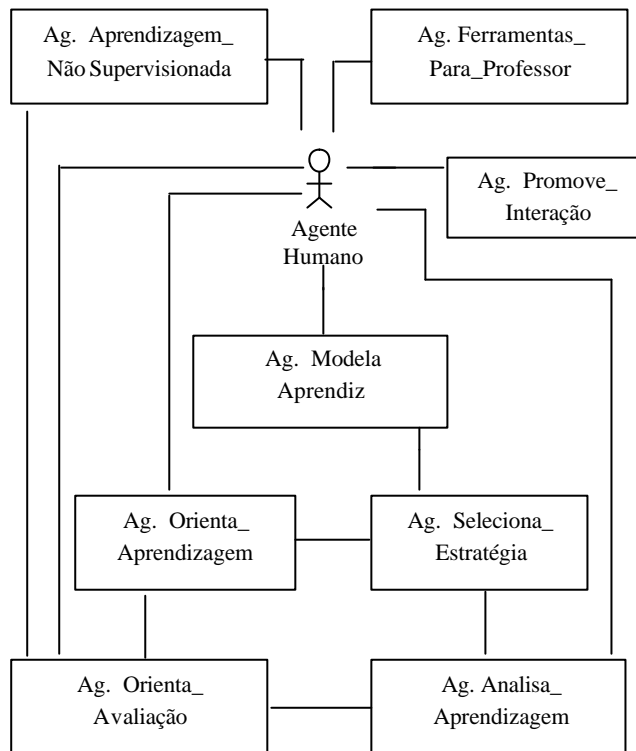 Ag. Aprendizagem_
Não Supervisionada
Ag. Ferramentas_
Para_Professor
Ag. Promove_
Interação
Agente
Humano
Ag. Modela
Aprendiz
Ag. Orienta_
Aprendizagem
Ag. Seleciona_
Estratégia
Ag. Orienta_
Avaliação
Ag. Analisa_
Aprendizagem